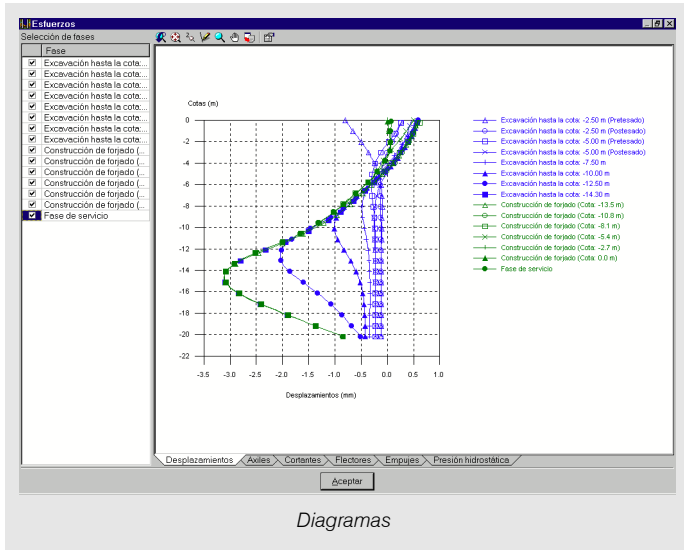 Esfuerzos
Selección de fases
Fase
Excavación hasta la cota:...
Excavación hasta la cota:...
Excavación hasta la cota:...
Excavación hasta la cota:...
Excavación hasta la cota:...
Excavación hasta la cota:...
Excavación hasta la cota:...
Excavación hasta la cota:...
Construcción de forjado (...
Construcción de forjado (...
Construcción de forjado (...
Construcción de forjado (...
Construcción de forjado (...
Construcción de forjado (...
Fase de servicio
Cotas (m)
0
-2
-4
-6
-8
-10
-12
-14
-16
-18
-20
-22
-3.5 -3.0 -2.5 -2.0 -1.5 -1.0 -0.5 0.0 0.5 1.0
Desplazamientos (mm)
Excavación hasta la cota: -2.50 m (Pretesado)
Excavación hasta la cota: -2.50 m (Postesado)
Excavación hasta la cota: -5.00 m (Pretesado)
Excavación hasta la cota: -5.00 m (Postesado)
Excavación hasta la cota: -7.50 m
Excavación hasta la cota: -10.00 m
Excavación hasta la cota: -12.50 m
Excavación hasta la cota: -14.30 m
Construcción de forjado (Cota: -13.5 m)
Construcción de forjado (Cota: -10.8 m)
Construcción de forjado (Cota: -8.1 m)
Construcción de forjado (Cota: -5.4 m)
Construcción de forjado (Cota: -2.7 m)
Construcción de forjado (Cota: 0.0 m)
Fase de servicio
Desplazamientos Axiles Cortantes Flectores Empujes Presión hidrostática
Aceptar
Diagramas